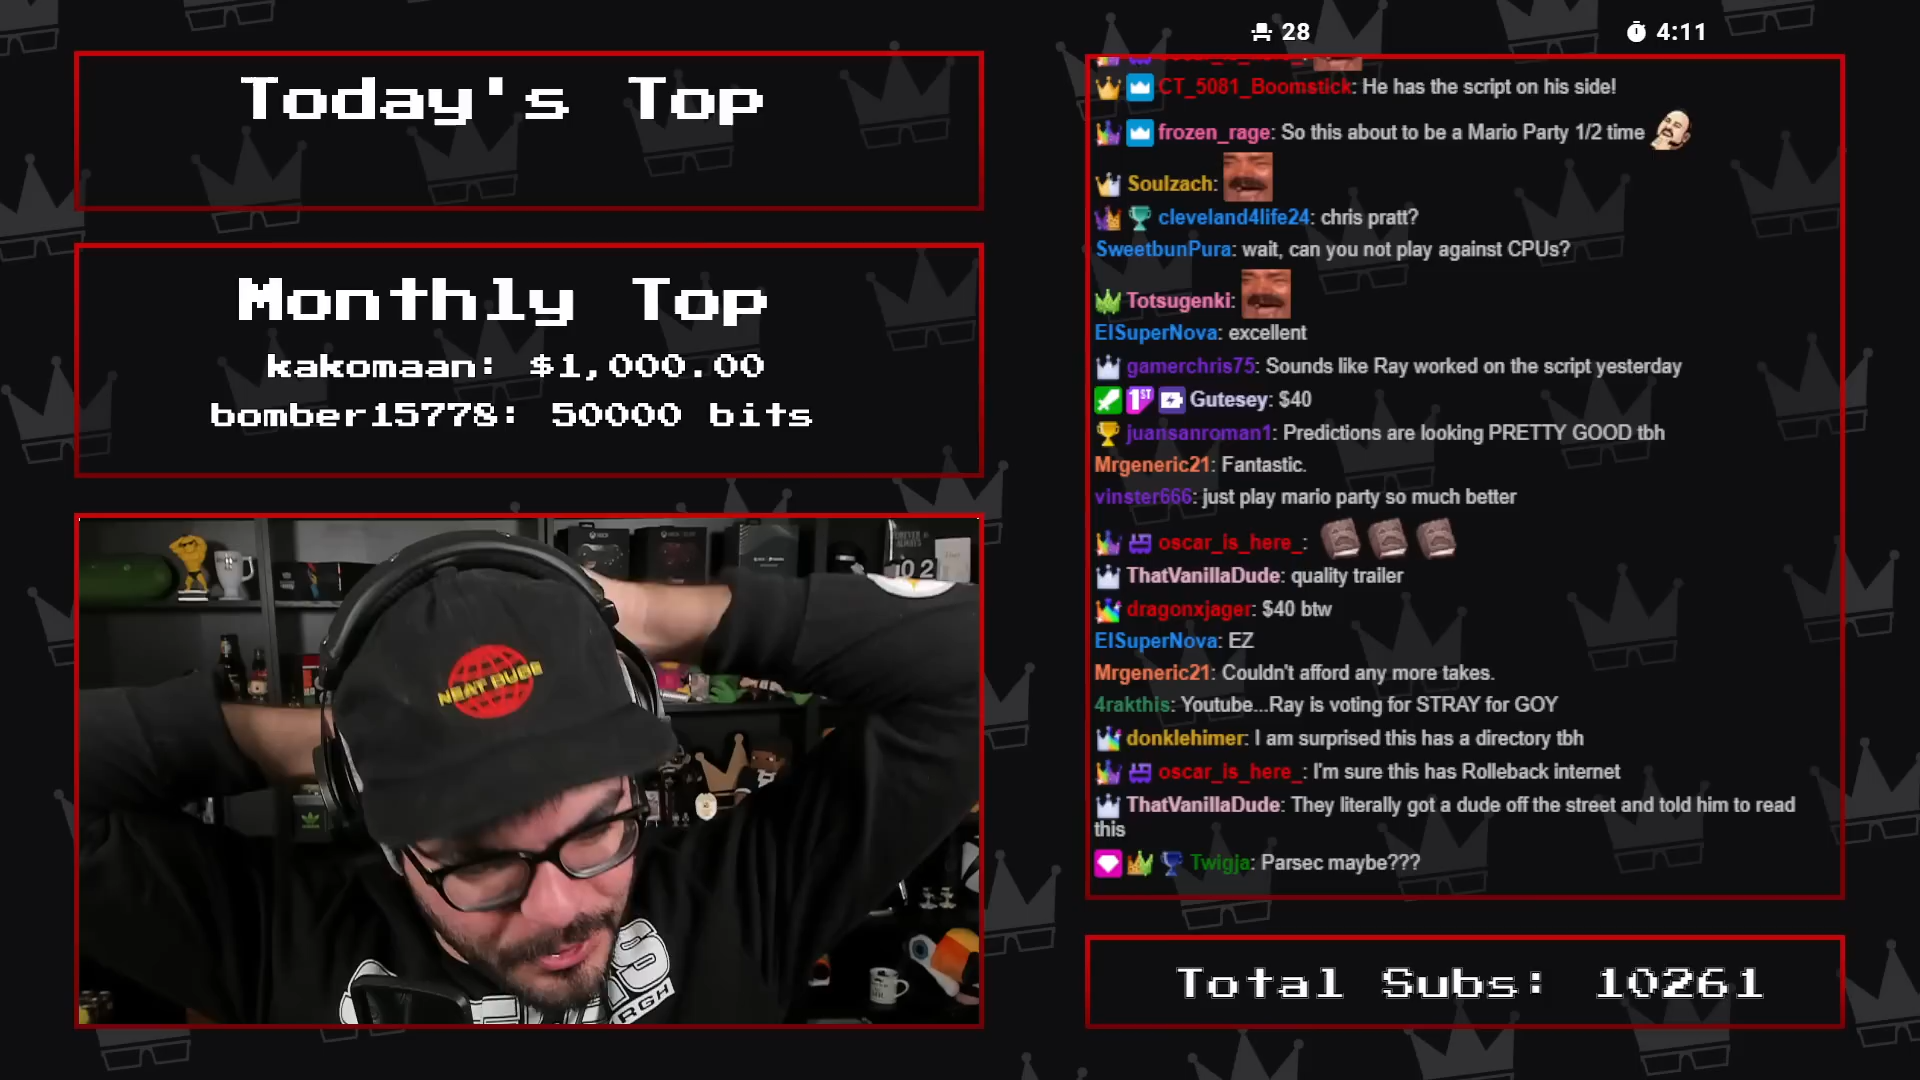 28
4:11
Today's Top
Monthly Top
kakomaan: $1,000.00
bomber15778: 50000 bits
NEAT DUDE
RGH
02
CT_5081_Boomstick: He has the script on his side!
frozen_rage: So this about to be a Mario Party 1/2 time
Soulzach:
cleveland4life24: chris pratt?
SweetbunPura: wait, can you not play against CPUs?
Totsugenki:
ElSuperNova: excellent
gamerchris75: Sounds like Ray worked on the script yesterday
1ST Gutesey: $40
juansanroman1: Predictions are looking PRETTY GOOD tbh
Mrgeneric21: Fantastic.
vinster666: just play mario party so much better
oscar_is_here_:
ThatVanillaDude: quality trailer
dragonxjager: $40 btw
ElSuperNova: EZ
Mrgeneric21: Couldn't afford any more takes.
4rakthis: Youtube...Ray is voting for STRAY for GOY
donklehimer: I am surprised this has a directory tbh
oscar_is_here_: I'm sure this has Rolleback internet
ThatVanillaDude: They literally got a dude off the street and told him to read
this
Twigja: Parsec maybe???
Total Subs: 10261